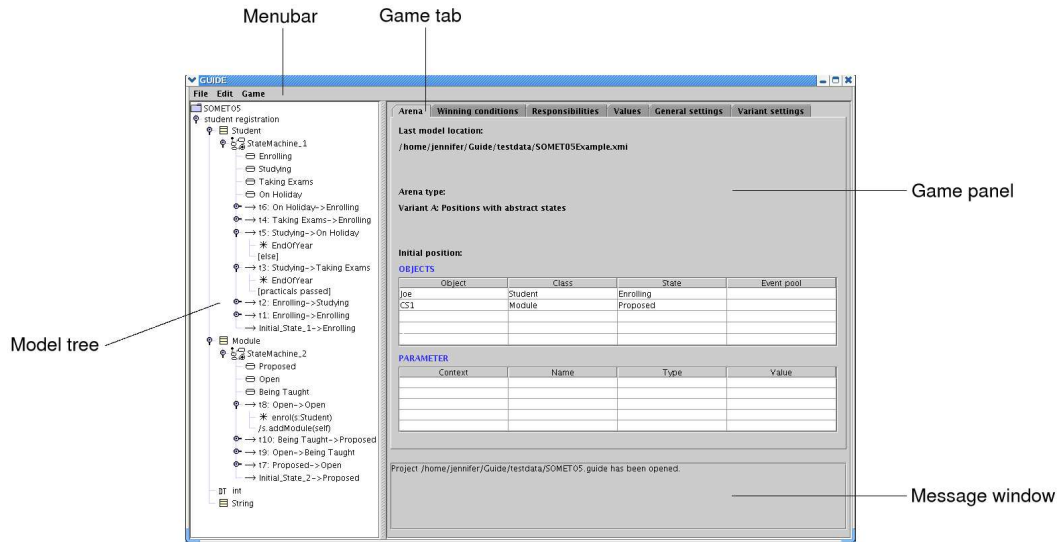 Menubar
Game tab
GUIDE
File Edit Game
SOMET05
student registration
Student
StateMachine_1
Enrolling
Studying
Taking Exams
On Holiday
t6: On Holiday->Enrolling
t4: Taking Exams->Enrolling
t5: Studying->On Holiday
EndOfYear
[else]
t3: Studying->Taking Exams
EndOfYear
[practicals passed]
t2: Enrolling->Studying
t1: Enrolling->Enrolling
Initial_State_1->Enrolling
Module
StateMachine_2
Proposed
Open
Being Taught
t8: Open->Open
enrol(s:Student)
/s.addModule(self)
t10: Being Taught->Proposed
t9: Open->Being Taught
t7: Proposed->Open
Initial_State_2->Proposed
DT int
String
Model tree
Arena Winning conditions Responsibilities Values General settings Variant settings
Last model location:
/home/jennifer/Guide/testdata/SOMET05Example.xmi
Arena type:
Variant A: Positions with abstract states
Initial position:
OBJECTS
Object Class State Event pool
Joe Student Enrolling
CS1 Module Proposed
PARAMETER
Context Name Type Value
Project /home/jennifer/Guide/testdata/SOMET05.guide has been opened.
Game panel
Message window